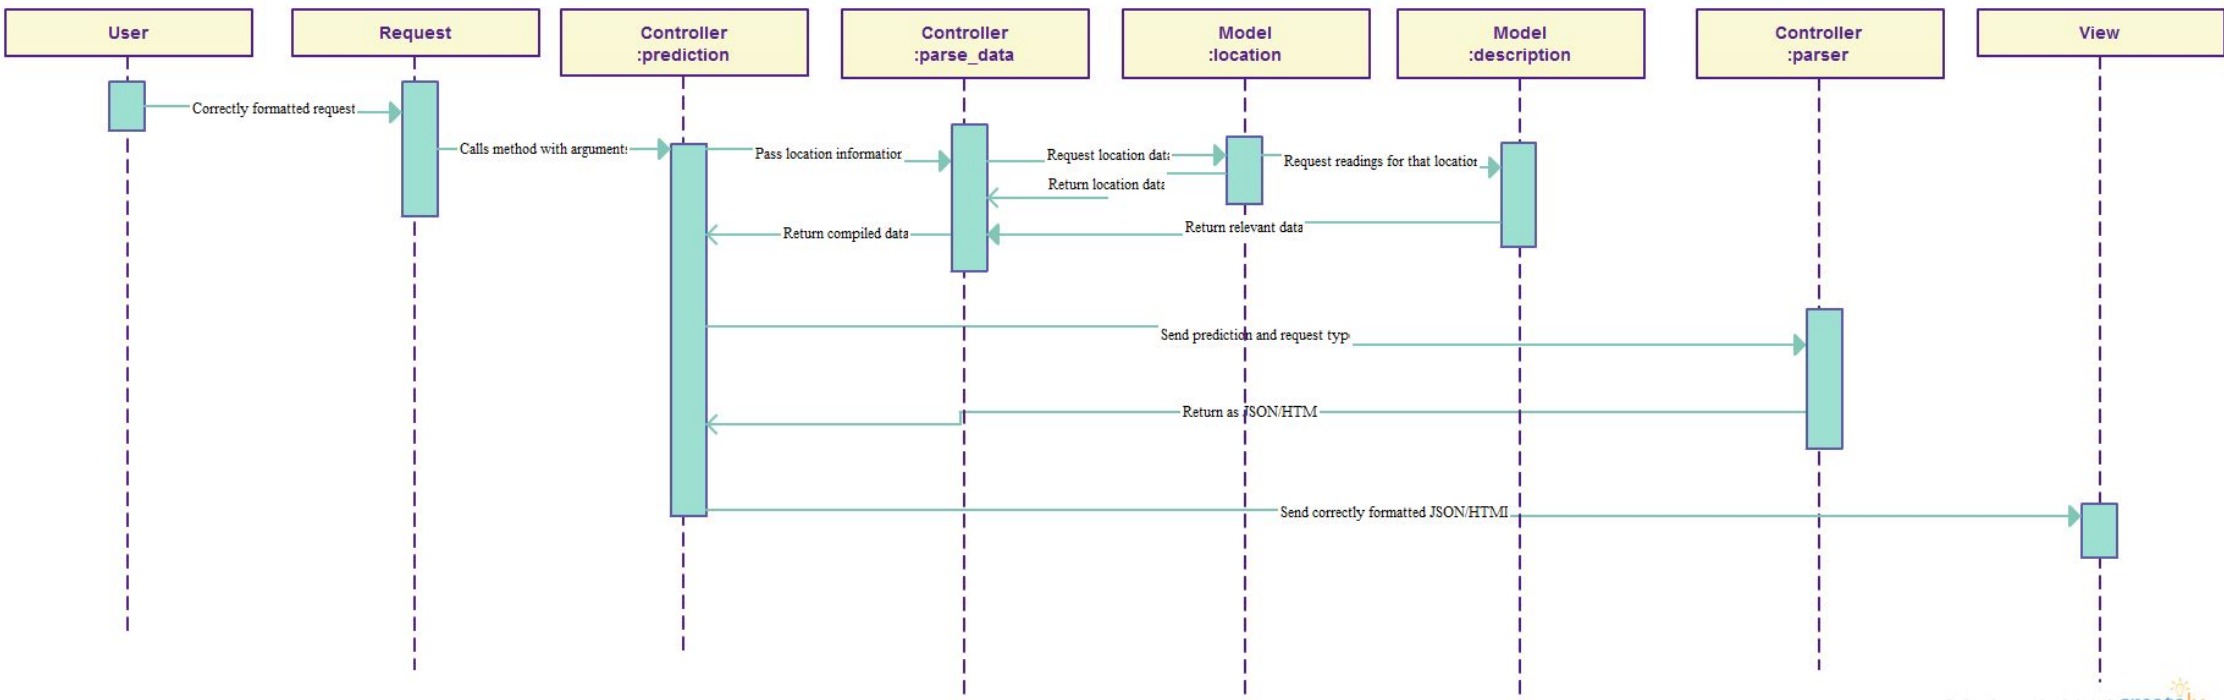 User
Request
Controller
:prediction
Controller
:parse_data
Model
:location
Model
:description
Controller
:parser
View
Correctly formatted request
Calls method with argument
Pass location information
Request location data
Request readings for that location
Return location data
Return relevant data
Return compiled data
Send prediction and request typ
Return as JSON/HTM
Send correctly formatted JSON/HTML